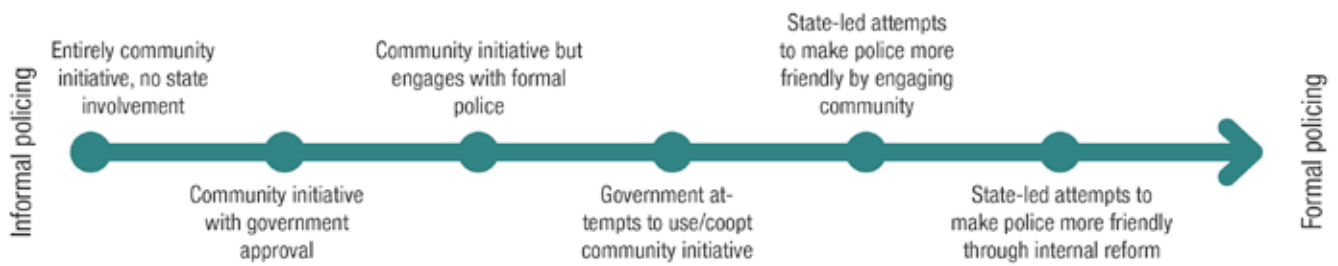 Informal policing
Entirely community
initiative, no state
involvement
Community initiative
with government
approval
Community initiative but
engages with formal
police
Government at-
tempts to use/coopt
community initiative
State-led attempts
to make police more
friendly by engaging
community
State-led attempts to
make police more friendly
through internal reform
Formal policing